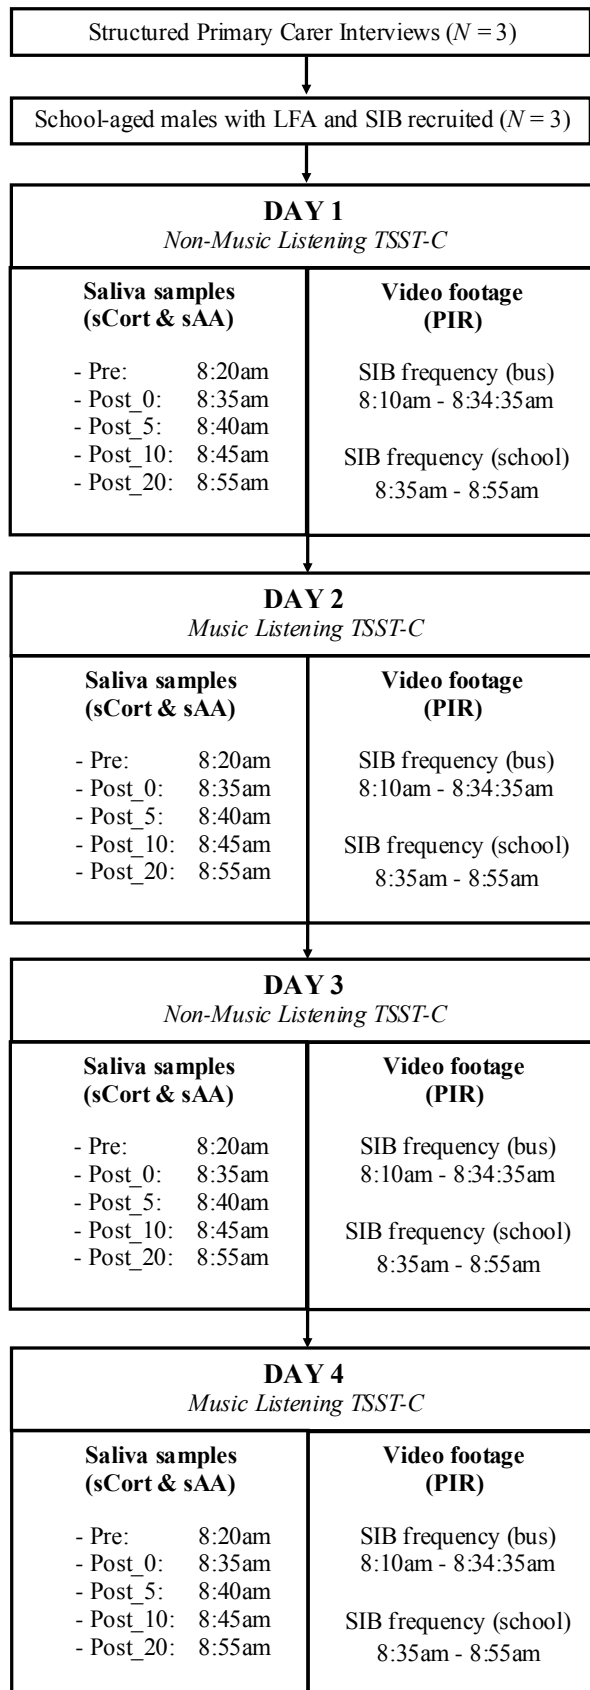 Structured Primary Carer Interviews (N = 3)
School-aged males with LFA and SIB recruited (N = 3)
DAY 1
Non-Music Listening TSST-C
Saliva samples
(sCort & sAA)
- Pre: 8:20am
- Post_0: 8:35am
- Post_5: 8:40am
- Post_10: 8:45am
- Post_20: 8:55am
Video footage
(PIR)
SIB frequency (bus)
8:10am - 8:34:35am
SIB frequency (school)
8:35am - 8:55am
DAY 2
Music Listening TSST-C
Saliva samples
(sCort & sAA)
- Pre: 8:20am
- Post_0: 8:35am
- Post_5: 8:40am
- Post_10: 8:45am
- Post_20: 8:55am
Video footage
(PIR)
SIB frequency (bus)
8:10am - 8:34:35am
SIB frequency (school)
8:35am - 8:55am
DAY 3
Non-Music Listening TSST-C
Saliva samples
(sCort & sAA)
- Pre: 8:20am
- Post_0: 8:35am
- Post_5: 8:40am
- Post_10: 8:45am
- Post_20: 8:55am
Video footage
(PIR)
SIB frequency (bus)
8:10am - 8:34:35am
SIB frequency (school)
8:35am - 8:55am
DAY 4
Music Listening TSST-C
Saliva samples
(sCort & sAA)
- Pre: 8:20am
- Post_0: 8:35am
- Post_5: 8:40am
- Post_10: 8:45am
- Post_20: 8:55am
Video footage
(PIR)
SIB frequency (bus)
8:10am - 8:34:35am
SIB frequency (school)
8:35am - 8:55am